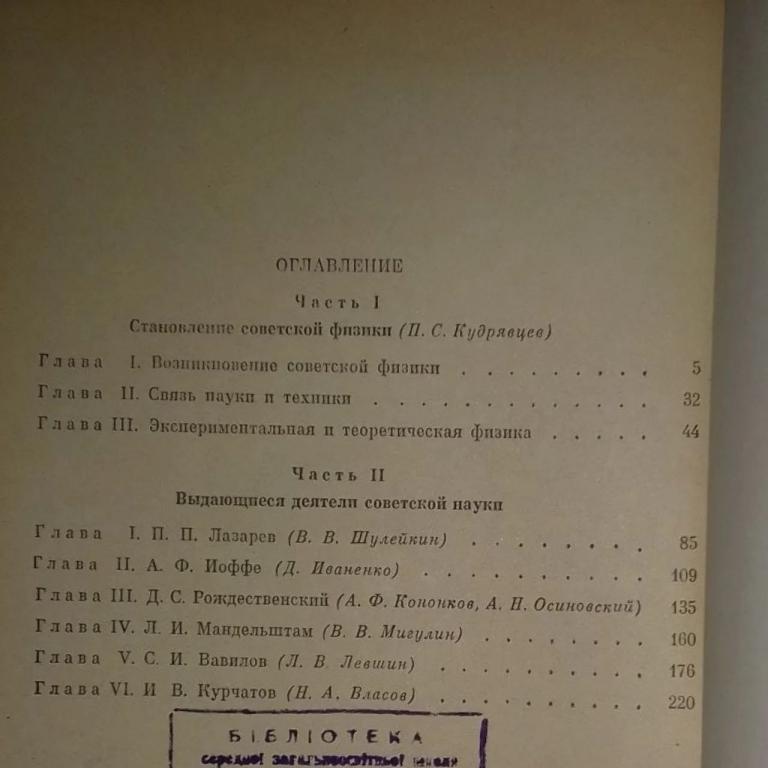 ОГЛАВЛЕНИЕ
Часть I
Становление советской физики (П. С. Кудрявцев)
Глава I. Возникновение советской физики . . . . . . . . . 5
Глава II. Связь науки и техники . . . . . . . . . . . . 32
Глава III. Экспериментальная и теоретическая физика . . . . . 44
Часть II
Выдающиеся деятели советской науки
Глава I. П. П. Лазарев (В. В. Шулейкин) . . . . . . . . 85
Глава II. А. Ф. Иоффе (Д. Иваненко) . . . . . . . . . . 109
Глава III. Д. С. Рождественский (А. Ф. Кононков, А. Н. Осиновский) 135
Глава IV. Л. И. Мандельштам (В. В. Мигулин) . . . . . . . 160
Глава V. С. И. Вавилов (Л. В. Левшин) . . . . . . . . . 176
Глава VI. И В. Курчатов (Н. А. Власов) . . . . . . . . . 220
БІБЛІОТЕКА
середньої загальноосвітньої школи